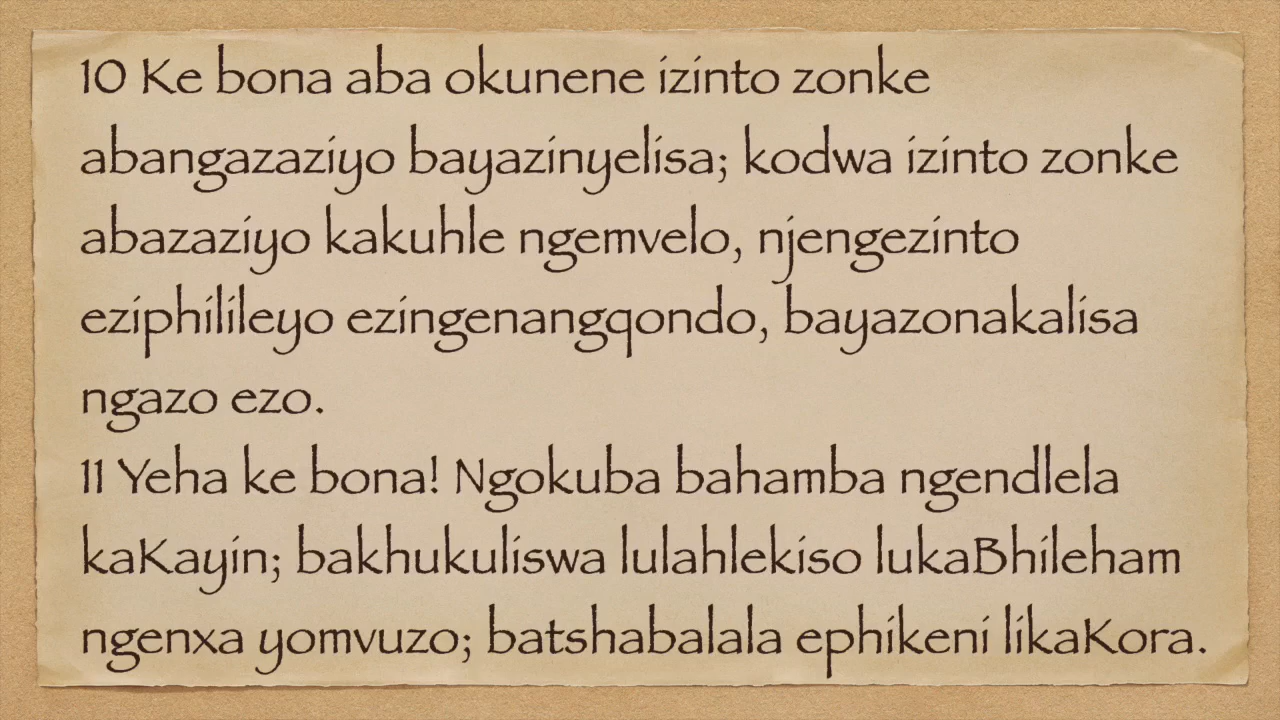 10 Ke bona aba okunene izinto zonke
abangazaziyo bayazinyelisa; kodwa izinto zonke
abazaziyo kakuhle ngemvelo, njengezinto
eziphilileyo ezingenangqondo, bayazonakalisa
ngazo ezo.
11 Yeha ke bona! Ngokuba bahamba ngendlela
kaKayin; bakhukuliswa lulahlekiso lukaBhileham
ngenxa yomvuzo; batshabalala ephikeni likaKora.